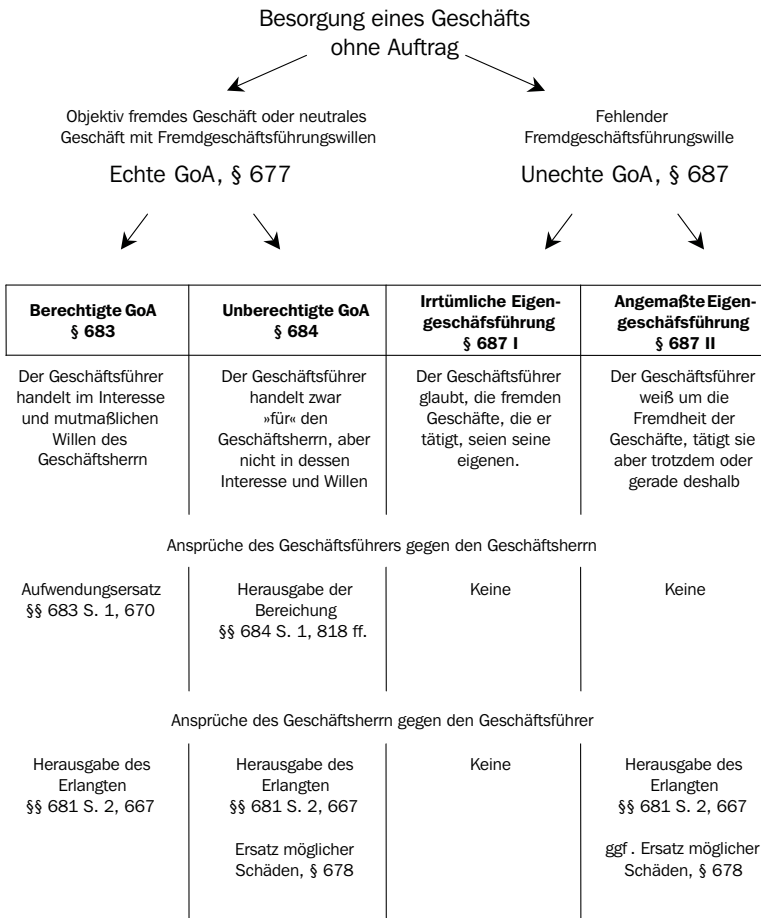 Besorgung eines Geschäfts
ohne Auftrag
Objektiv fremdes Geschäft oder neutrales
Geschäft mit Fremdgeschäftsführungswillen
Echte GoA, § 677
Fehlender
Fremdgeschäftsführungswille
Unechte GoA, § 687
Berechtigte GoA
§ 683
Unberechtigte GoA
§ 684
Irrtümliche Eigen-
geschäfsführung
§ 687 I
Angemaßte Eigen-
geschäfsführung
§ 687 II
Der Geschäftsführer
handelt im Interesse
und mutmaßlichen
Willen des
Geschäftsherrn
Der Geschäftsführer
handelt zwar
»für« den
Geschäftsherrn, aber
nicht in dessen
Interesse und Willen
Der Geschäftsführer
glaubt, die fremden
Geschäfte, die er
tätigt, seien seine
eigenen.
Der Geschäftsführer
weiß um die
Fremdheit der
Geschäfte, tätigt sie
aber trotzdem oder
gerade deshalb
Ansprüche des Geschäftsführers gegen den Geschäftsherrn
Aufwendungsersatz
§§ 683 S. 1, 670
Herausgabe der
Bereichung
§§ 684 S. 1, 818 ff.
Keine
Keine
Ansprüche des Geschäftsherrn gegen den Geschäftsführer
Herausgabe des
Erlangten
§§ 681 S. 2, 667
Herausgabe des
Erlangten
§§ 681 S. 2, 667
Ersatz möglicher
Schäden, § 678
Keine
Herausgabe des
Erlangten
§§ 681 S. 2, 667
ggf. Ersatz möglicher
Schäden, § 678